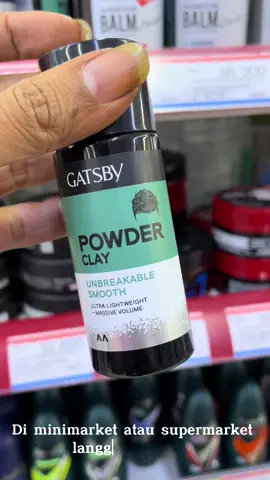 BALM
BALM
GATSBY
POWDER
CLAY
UNBREAKABLE
SMOOTH
ULTRA LIGHTWEIGHT
MASSIVE VOLUME
Di minimarket atau supermarket
langg